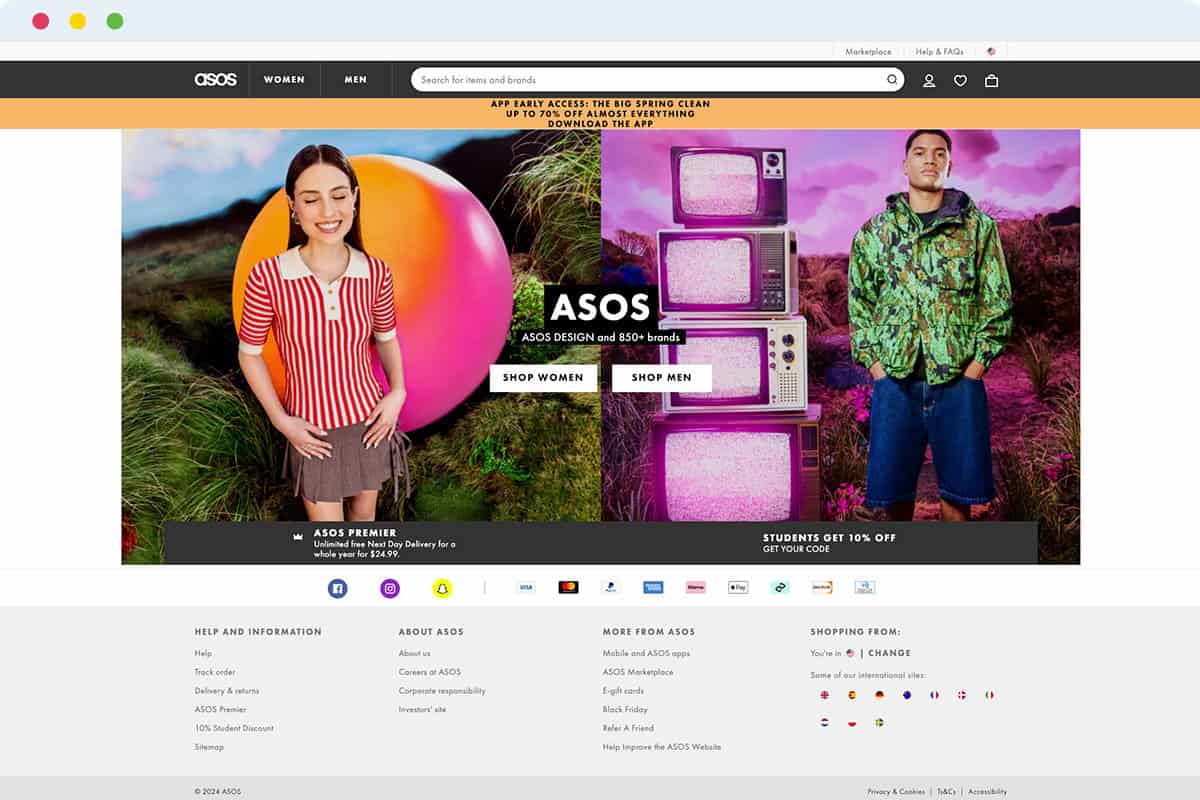 Marketplace
Help & FAQs
asos
WOMEN
MEN
Search for items and brands
APP EARLY ACCESS: THE BIG SPRING CLEAN
UP TO 70% OFF ALMOST EVERYTHING
DOWNLOAD THE APP
ASOS
ASOS DESIGN and 850+ brands
SHOP WOMEN
SHOP MEN
ASOS PREMIER
Unlimited free Next Day Delivery for a
whole year for $24.99.
STUDENTS GET 10% OFF
GET YOUR CODE
VISA
Klarna.
Pay
HELP AND INFORMATION
Help
Track order
Delivery & returns
ASOS Premier
10% Student Discount
Sitemap
ABOUT ASOS
About us
Careers at ASOS
Corporate responsibility
Investors' site
MORE FROM ASOS
Mobile and ASOS apps
ASOS Marketplace
E-gift cards
Black Friday
Refer A Friend
Help Improve the ASOS Website
SHOPPING FROM:
You're in | CHANGE
Some of our international sites:
© 2024 ASOS
Privacy & Cookies | Ts&Cs | Accessibility